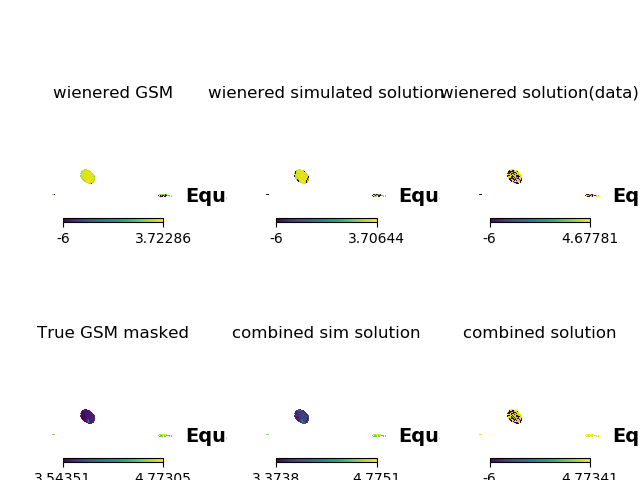 wienered GSM
wienered simulated solution
wienered solution(data)
Equ
Equ
Eq
-6 3.72286
-6 3.70644
-6 4.67781
True GSM masked
combined sim solution
combined solution
Equ
Equ
Eq
3.54351 4.77305
3.3738 4.7751
-6 4.77341